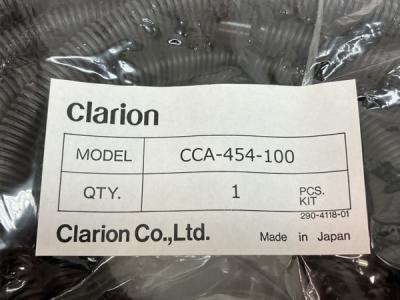 Clarion
MODEL CCA-454-100
QTY. 1 PCS. KIT
290-4118-01
Clarion Co.,Ltd. Made in Japan